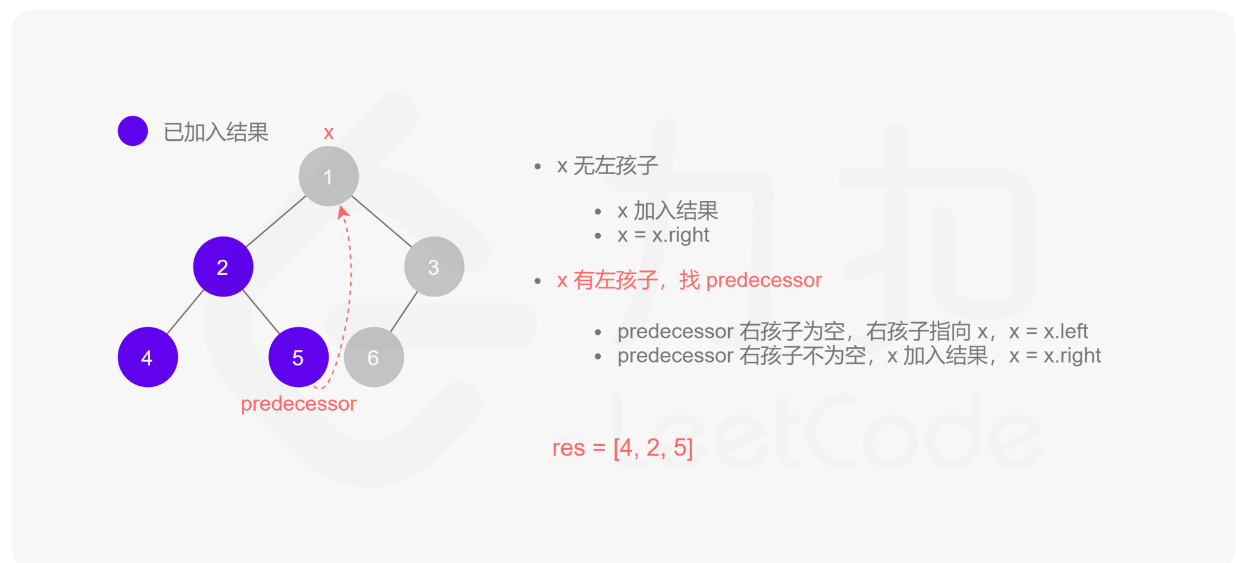 已加入结果
x
1
2
3
4
5
6
predecessor
x 无左孩子
x 加入结果
x = x.right
x 有左孩子，找 predecessor
predecessor 右孩子为空，右孩子指向 x，x = x.left
predecessor 右孩子不为空，x 加入结果，x = x.right
res = [4, 2, 5]
力扣
LeetCode